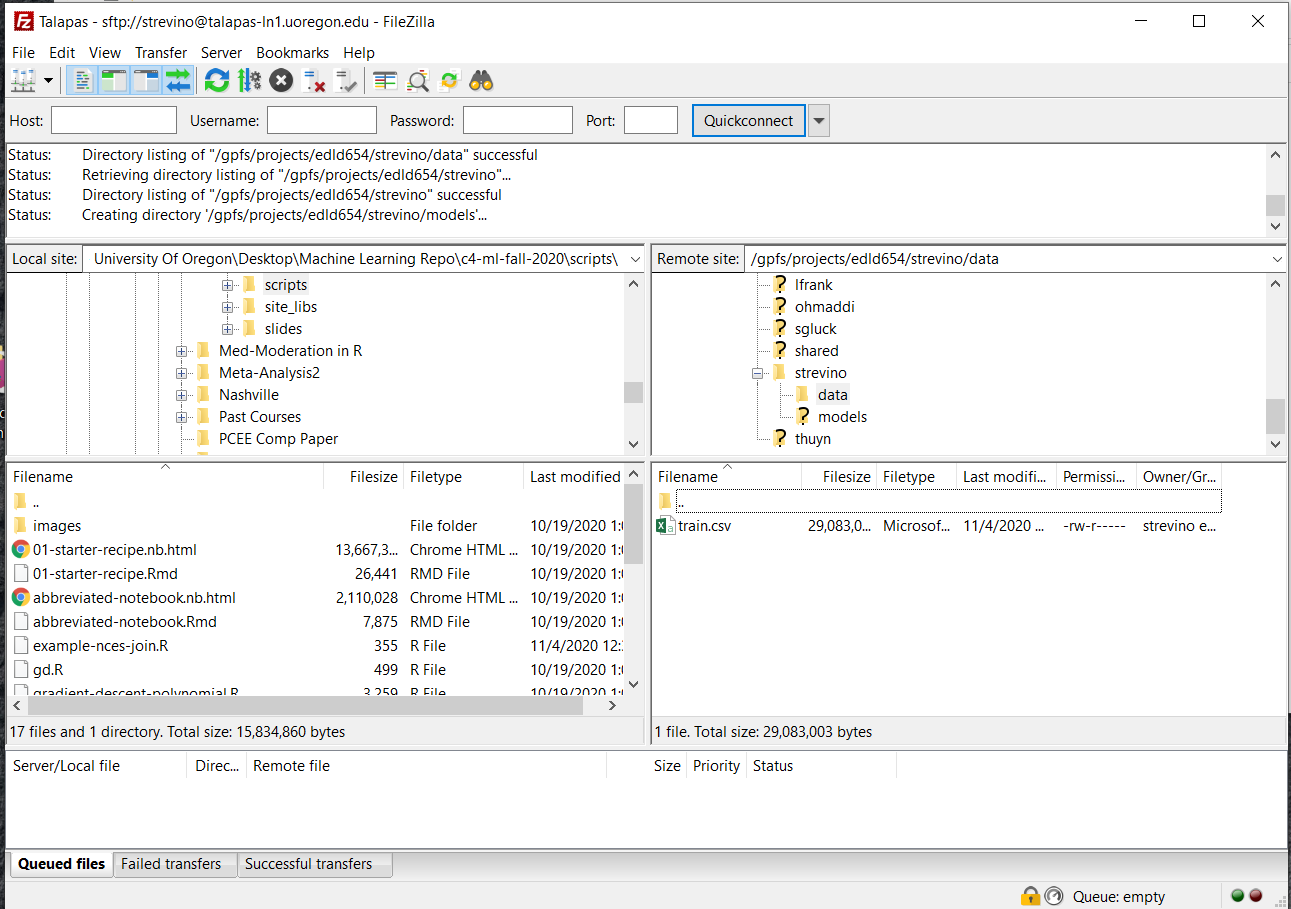 Talapas - sftp://strevino@talapas-ln1.uoregon.edu - FileZilla
File Edit View Transfer Server Bookmarks Help
Host: Username: Password: Port: Quickconnect
Status: Directory listing of "/gpfs/projects/edld654/strevino/data" successful
Status: Retrieving directory listing of "/gpfs/projects/edld654/strevino"...
Status: Directory listing of "/gpfs/projects/edld654/strevino" successful
Status: Creating directory '/gpfs/projects/edld654/strevino/models'...
Local site: University Of Oregon\Desktop\Machine Learning Repo\c4-ml-fall-2020\scripts\
scripts
site_libs
slides
Med-Moderation in R
Meta-Analysis2
Nashville
Past Courses
PCEE Comp Paper
Remote site: /gpfs/projects/edld654/strevino/data
lfrank
ohmaddi
sgluck
shared
strevino
data
models
thuyn
Filename Filesize Filetype Last modified
..
images File folder 10/19/2020 1:0
01-starter-recipe.nb.html 13,667,3... Chrome HTML ... 10/19/2020 1:0
01-starter-recipe.Rmd 26,441 RMD File 10/19/2020 1:0
abbreviated-notebook.nb.html 2,110,028 Chrome HTML ... 10/19/2020 1:0
abbreviated-notebook.Rmd 7,875 RMD File 10/19/2020 1:0
example-nces-join.R 355 R File 11/4/2020 12:
gd.R 499 R File 10/19/2020 1:0
gradient-descent-polynomial.R 3,259 R File 10/19/2020 1:0
17 files and 1 directory. Total size: 15,834,860 bytes
Filename Filesize Filetype Last modifi... Permissi... Owner/Gr...
..
train.csv 29,083,0... Microsof... 11/4/2020 ... -rw-r----- strevino e...
1 file. Total size: 29,083,003 bytes
Server/Local file Direc... Remote file Size Priority Status
Queued files Failed transfers Successful transfers
Queue: empty